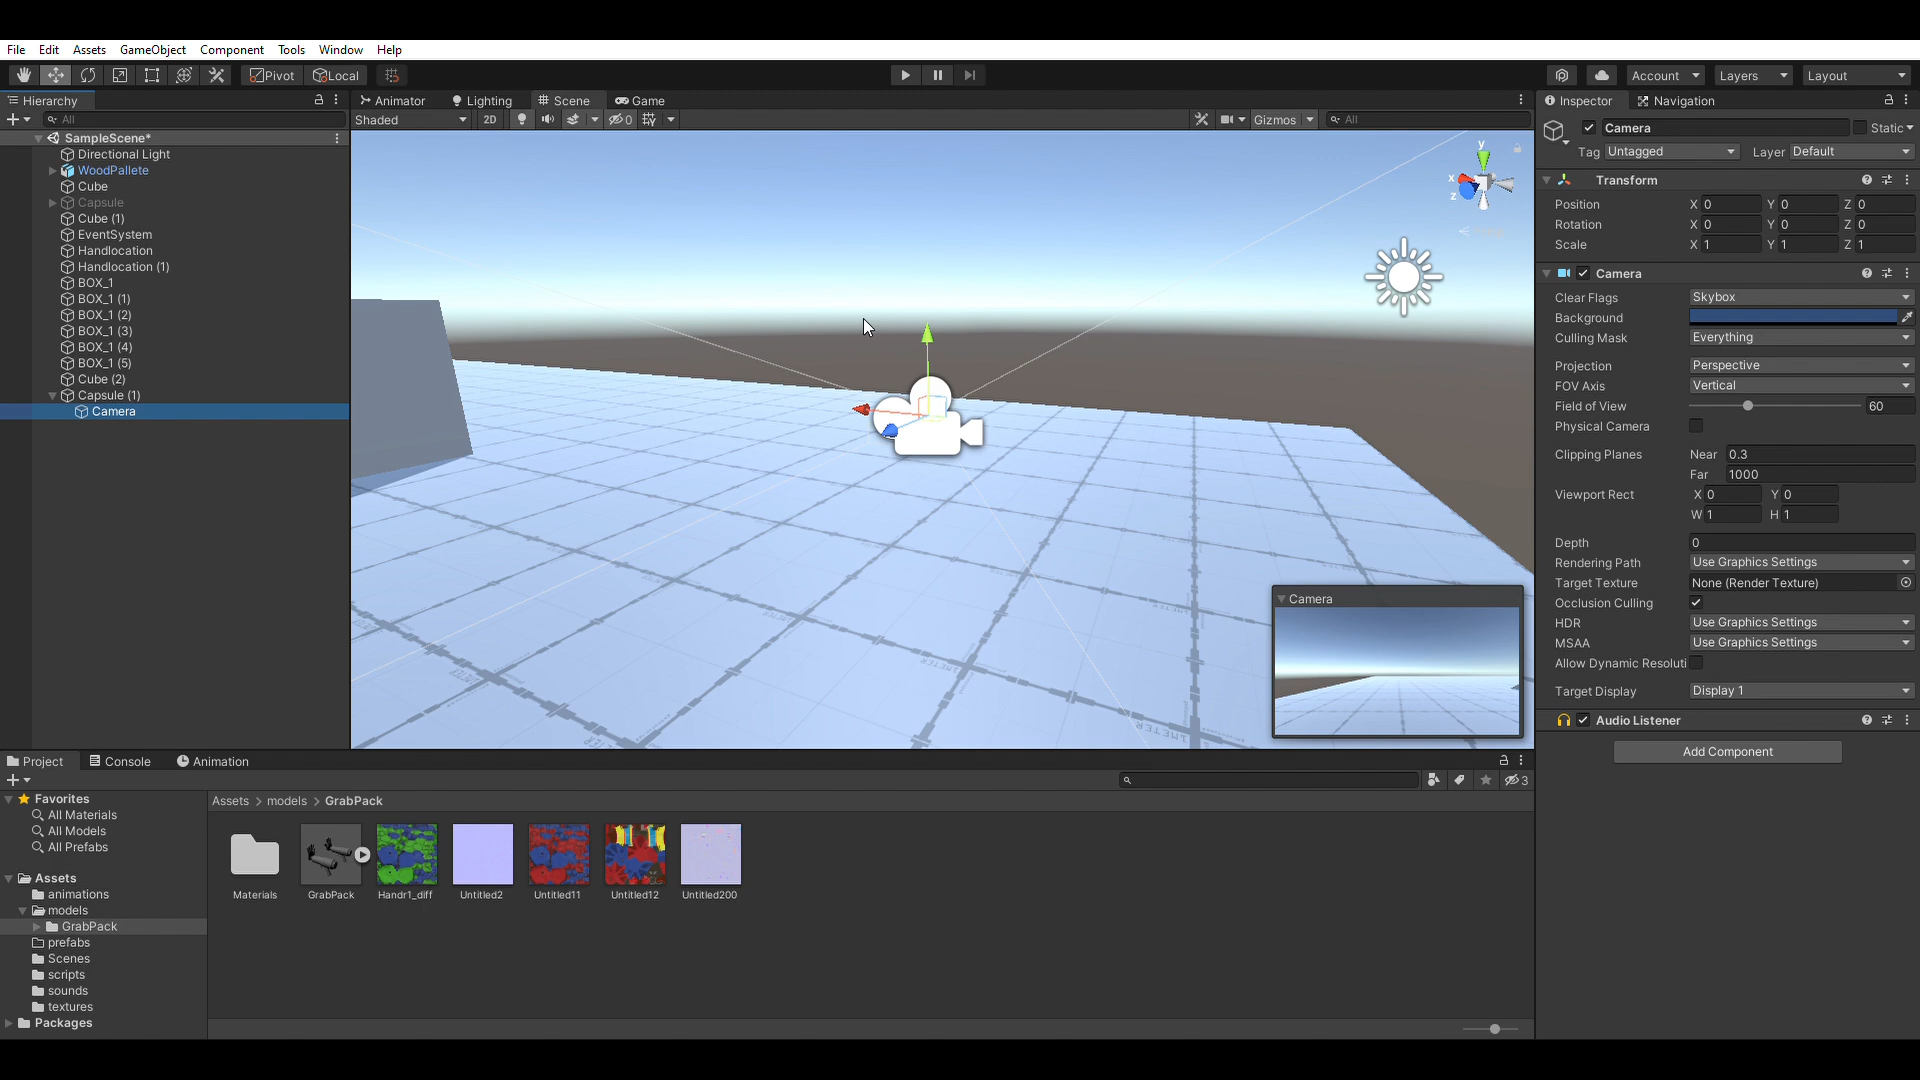 File Edit Assets GameObject Component Tools Window Help
Pivot Local Account Layers Layout
Hierarchy
All
SampleScene*
Directional Light
WoodPallete
Cube
Capsule
Cube (1)
EventSystem
Handlocation
Handlocation (1)
BOX_1
BOX_1 (1)
BOX_1 (2)
BOX_1 (3)
BOX_1 (4)
BOX_1 (5)
Cube (2)
Capsule (1)
Camera
Animator Lighting Scene Game
Shaded 2D 0 Gizmos All
y
x
z
Camera
Inspector Navigation
Camera Static
Tag Untagged Layer Default
Transform
Position X 0 Y 0 Z 0
Rotation X 0 Y 0 Z 0
Scale X 1 Y 1 Z 1
Camera
Clear Flags Skybox
Background
Culling Mask Everything
Projection Perspective
FOV Axis Vertical
Field of View 60
Physical Camera
Clipping Planes Near 0.3
Far 1000
Viewport Rect X 0 Y 0
W 1 H 1
Depth 0
Rendering Path Use Graphics Settings
Target Texture None (Render Texture)
Occlusion Culling
HDR Use Graphics Settings
MSAA Use Graphics Settings
Allow Dynamic Resoluti
Target Display Display 1
Audio Listener
Add Component
Project Console Animation
3
Favorites
All Materials
All Models
All Prefabs
Assets
animations
models
GrabPack
prefabs
Scenes
scripts
sounds
textures
Packages
Assets > models > GrabPack
Materials GrabPack Handr1_diff Untitled2 Untitled11 Untitled12 Untitled200